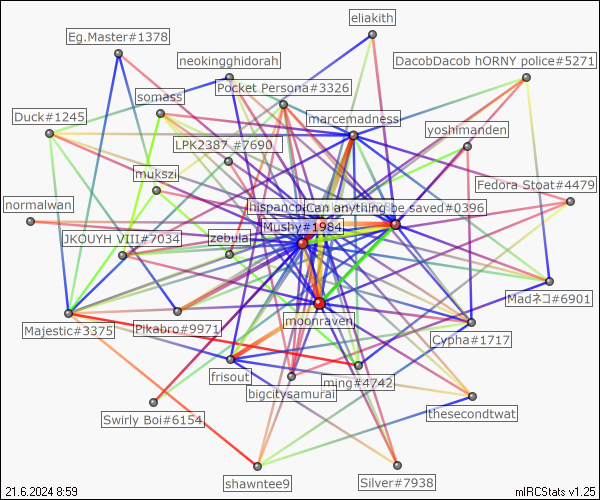 eliakith
Eg.Master#1378
neokingghidorah
DacobDacob hORNY police#5271
Pocket Persona#3326
somass
Duck#1245
marcemadness
yoshimanden
LPK2387 #7690
mukszi
Fedora Stoat#4479
normalwan
Can anything be saved#0396
Mushy#1984
JKOUYH VIII#7034
zebula
Madネコ#6901
moonraven
Majestic#3375
Pikabro#9971
Cypha#1717
frisout
mjng#4742
bigcitysamurai
thesecondtwat
Swirly Boi#6154
shawntee9
Silver#7938
21.6.2024 8:59
mIRCStats v1.25